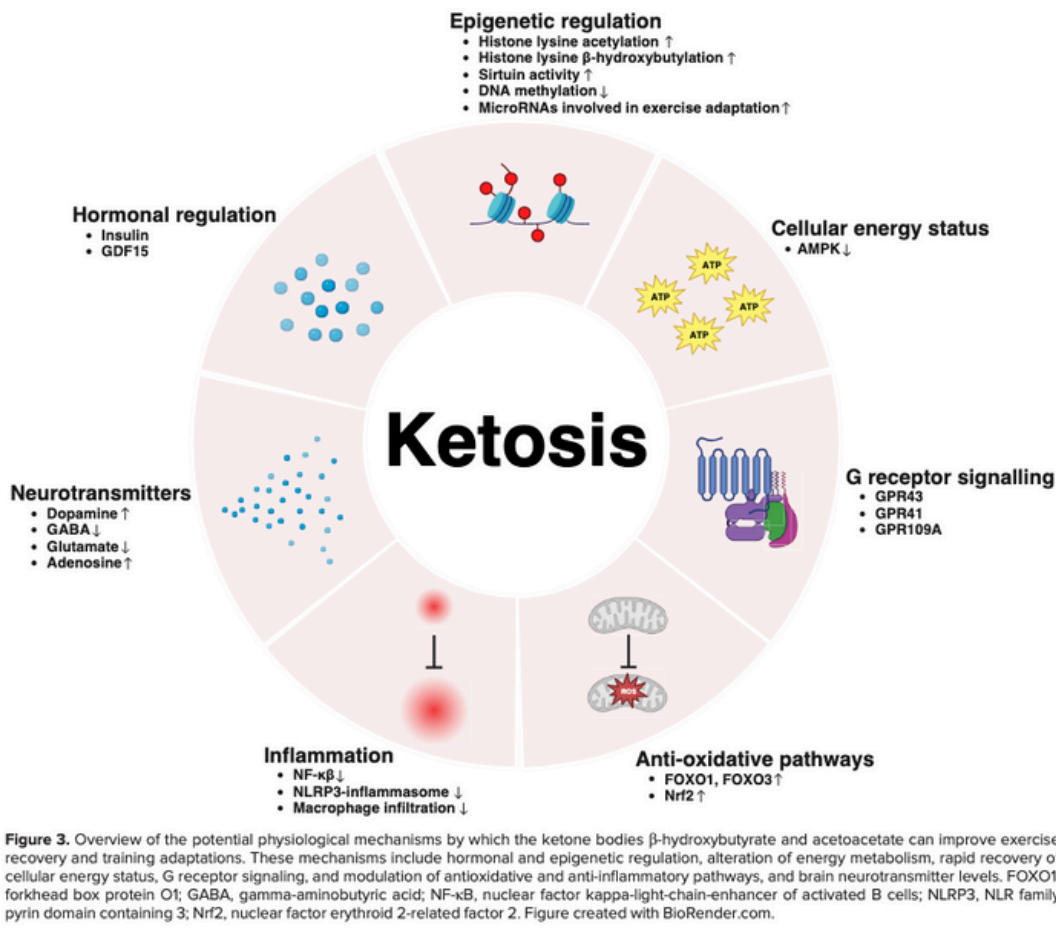 Epigenetic regulation
• Histone lysine acetylation ↑
• Histone lysine β-hydroxybutylation ↑
• Sirtuin activity ↑
• DNA methylation ↓
• MicroRNAs involved in exercise adaptation ↑
Hormonal regulation
• Insulin
• GDF15
Cellular energy status
• AMPK ↓
ATP
ATP
ATP
ATP
Ketosis
G receptor signalling
• GPR43
• GPR41
• GPR109A
Neurotransmitters
• Dopamine ↑
• GABA ↓
• Glutamate ↓
• Adenosine ↑
ROS
Inflammation
• NF-κβ ↓
• NLRP3-inflammasome ↓
• Macrophage infiltration ↓
Anti-oxidative pathways
• FOXO1, FOXO3 ↑
• Nrf2 ↑
Figure 3. Overview of the potential physiological mechanisms by which the ketone bodies β-hydroxybutyrate and acetoacetate can improve exercise
recovery and training adaptations. These mechanisms include hormonal and epigenetic regulation, alteration of energy metabolism, rapid recovery o
cellular energy status, G receptor signaling, and modulation of antioxidative and anti-inflammatory pathways, and brain neurotransmitter levels. FOXO1
forkhead box protein O1; GABA, gamma-aminobutyric acid; NF-κB, nuclear factor kappa-light-chain-enhancer of activated B cells; NLRP3, NLR family
pyrin domain containing 3; Nrf2, nuclear factor erythroid 2-related factor 2. Figure created with BioRender.com.